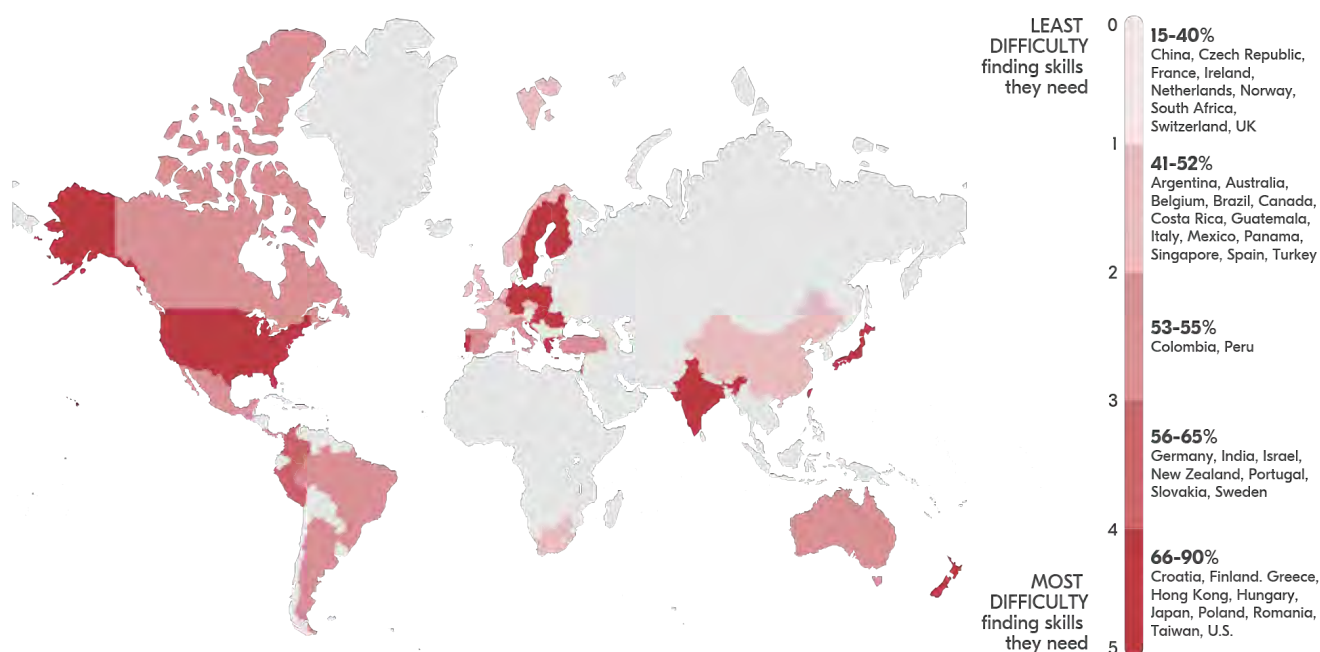 LEAST
DIFFICULTY
finding skills
they need
0
15-40%
China, Czech Republic,
France, Ireland,
Netherlands, Norway,
South Africa,
Switzerland, UK
1
41-52%
Argentina, Australia,
Belgium, Brazil, Canada,
Costa Rica, Guatemala,
Italy, Mexico, Panama,
Singapore, Spain, Turkey
2
53-55%
Colombia, Peru
3
56-65%
Germany, India, Israel,
New Zealand, Portugal,
Slovakia, Sweden
4
66-90%
Croatia, Finland. Greece,
Hong Kong, Hungary,
Japan, Poland, Romania,
Taiwan, U.S.
MOST
DIFFICULTY
finding skills
they need
5